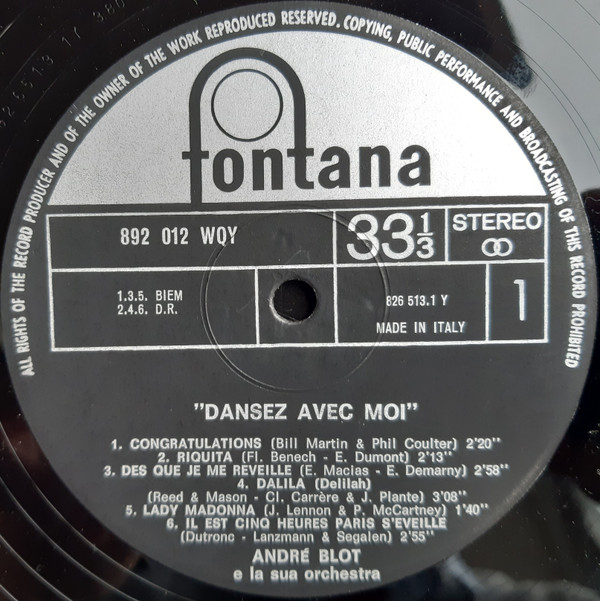 ALL RIGHTS OF THE RECORD PRODUCER AND OF THE OWNER OF THE WORK REPRODUCED RESERVED. COPYING, PUBLIC PERFORMANCE AND BROADCASTING OF THIS RECORD PROHIBITED
fontana
892 012 WQY
33 1/3
STEREO
1.3.5. BIEM
2.4.6. D.R.
826 513.1 Y
MADE IN ITALY
1
"DANSEZ AVEC MOI"
1. CONGRATULATIONS (Bill Martin & Phil Coulter) 2'20"
2. RIQUITA (Fl. Benech - E. Dumont) 2'13"
3. DES QUE JE ME REVEILLE (E. Macias - E. Demarny) 2'58"
4. DALILA (Delilah)
(Reed & Mason - Cl. Carrère & J. Plante) 3'08"
5. LADY MADONNA (J. Lennon & P. McCartney) 1'40"
6. IL EST CINQ HEURES PARIS S'EVEILLE
(Dutronc - Lanzmann & Segalen) 2'55"
ANDRÉ BLOT
e la sua orchestra